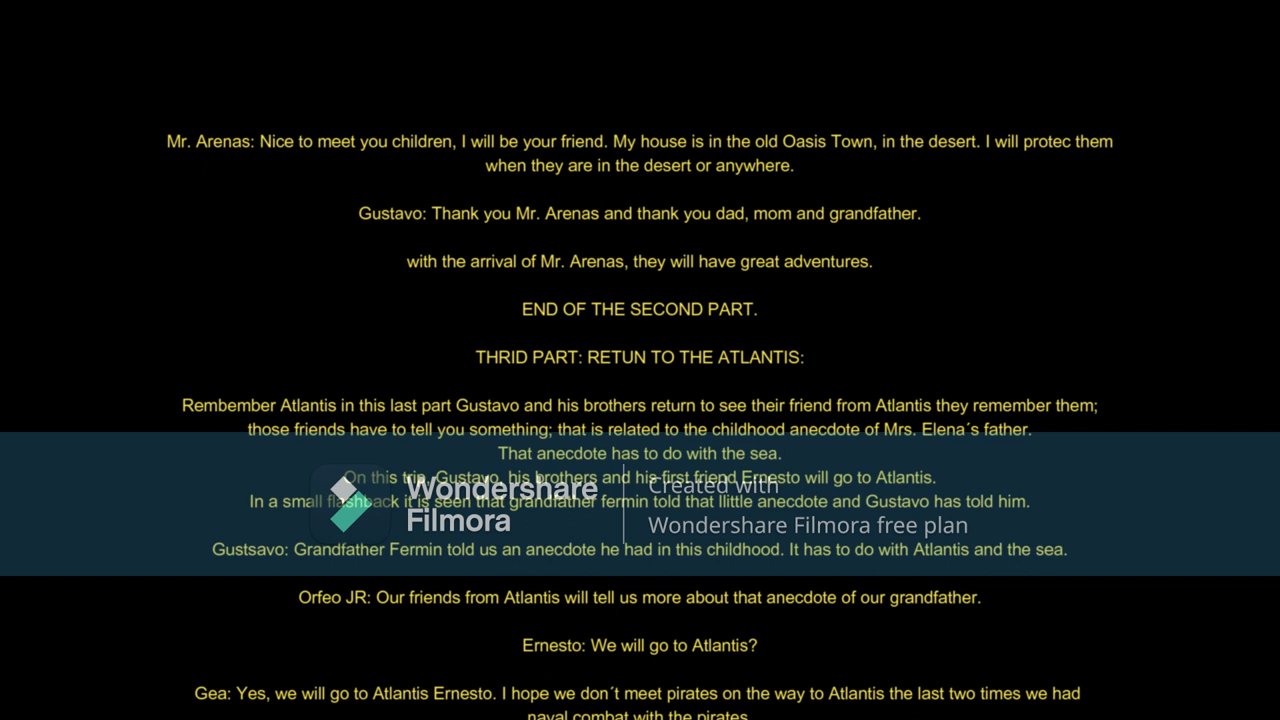 Mr. Arenas: Nice to meet you children, I will be your friend. My house is in the old Oasis Town, in the desert. I will protec them
when they are in the desert or anywhere.
Gustavo: Thank you Mr. Arenas and thank you dad, mom and grandfather.
with the arrival of Mr. Arenas, they will have great adventures.
END OF THE SECOND PART.
THRID PART: RETUN TO THE ATLANTIS:
Rembember Atlantis in this last part Gustavo and his brothers return to see their friend from Atlantis they remember them;
those friends have to tell you something; that is related to the childhood anecdote of Mrs. Elena´s father.
That anecdote has to do with the sea.
On this trip, Gustavo, his brothers and his first friend Ernesto will go to Atlantis.
In a small flashback it is seen that grandfather fermin told that llittle anecdote and Gustavo has told him.
Wondershare
Filmora
Created with
Wondershare Filmora free plan
Gustsavo: Grandfather Fermin told us an anecdote he had in this childhood. It has to do with Atlantis and the sea.
Orfeo JR: Our friends from Atlantis will tell us more about that anecdote of our grandfather.
Ernesto: We will go to Atlantis?
Gea: Yes, we will go to Atlantis Ernesto. I hope we don´t meet pirates on the way to Atlantis the last two times we had
naval combat with the pirates